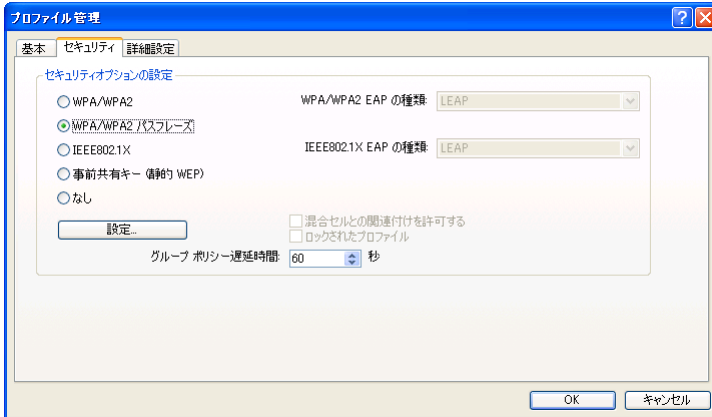 プロファイル管理
基本 セキュリティ 詳細設定
セキュリティオプションの設定
WPA/WPA2 WPA/WPA2 EAP の種類: LEAP
WPA/WPA2 パスフレーズ
IEEE802.1X IEEE802.1X EAP の種類: LEAP
事前共有キー (静的 WEP)
なし
設定... 混合セルとの関連付けを許可する
ロックされたプロファイル
グループ ポリシー遅延時間: 60 秒
OK キャンセル